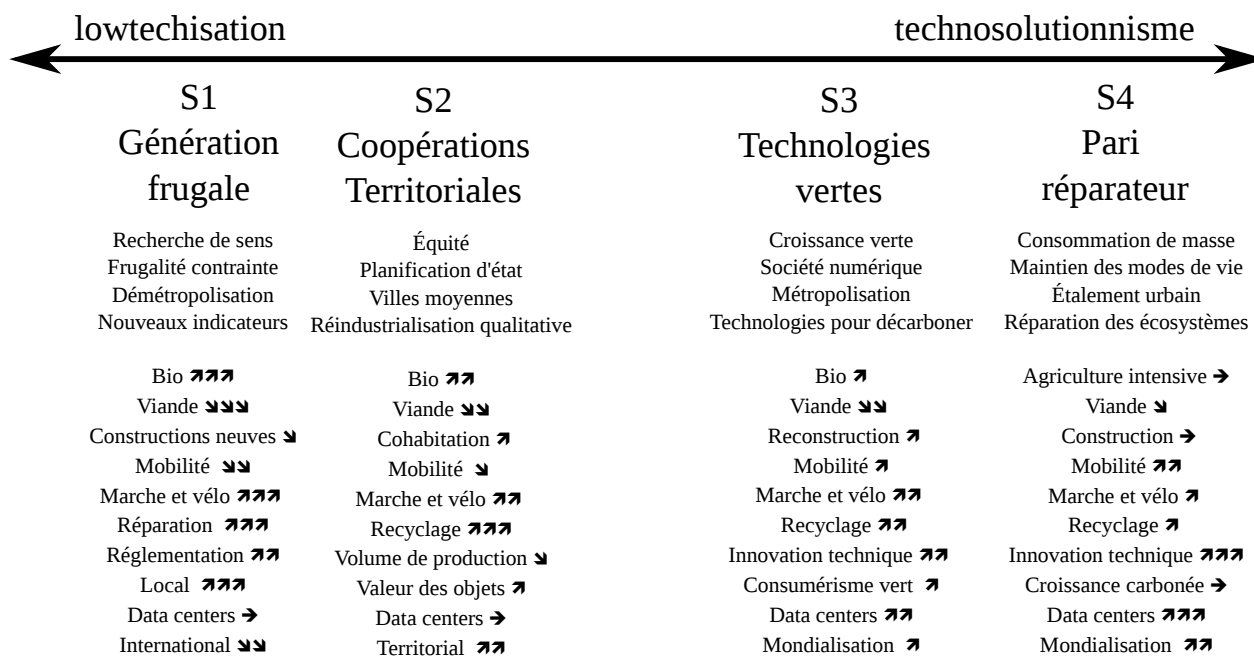 lowtechisation
technosolutionnisme
S1
Génération
frugale
Recherche de sens
Frugalité contrainte
Démétropolisation
Nouveaux indicateurs
Bio ↗↗↗
Viande ↘↘↘
Constructions neuves ↘
Mobilité ↘↘
Marche et vélo ↗↗↗
Réparation ↗↗↗
Réglementation ↗↗
Local ↗↗↗
Data centers →
International ↘↘
S2
Coopérations
Territoriales
Équité
Planification d'état
Villes moyennes
Réindustrialisation qualitative
Bio ↗↗
Viande ↘↘
Cohabitation ↗
Mobilité ↘
Marche et vélo ↗↗
Recyclage ↗↗↗
Volume de production ↘
Valeur des objets ↗
Data centers →
Territorial ↗↗
S3
Technologies
vertes
Croissance verte
Société numérique
Métropolisation
Technologies pour décarboner
Bio ↗
Viande ↘↘
Reconstruction ↗
Mobilité ↗
Marche et vélo ↗↗
Recyclage ↗↗
Innovation technique ↗↗
Consumérisme vert ↗
Data centers ↗↗
Mondialisation ↗
S4
Pari
réparateur
Consommation de masse
Maintien des modes de vie
Étalement urbain
Réparation des écosystèmes
Agriculture intensive →
Viande ↘
Construction →
Mobilité ↗↗
Marche et vélo ↗
Recyclage ↗
Innovation technique ↗↗↗
Croissance carbonée →
Data centers ↗↗↗
Mondialisation ↗↗